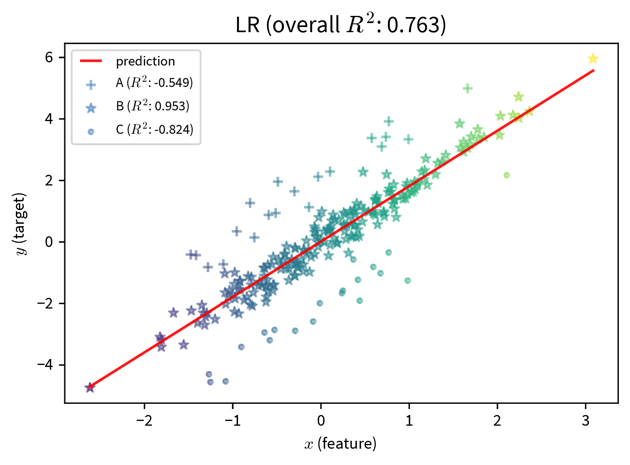 LR (overall R²: 0.763)
prediction
A (R²: -0.549)
B (R²: 0.953)
C (R²: -0.824)
6
4
2
0
−2
−4
y (target)
−2
−1
0
1
2
3
x (feature)